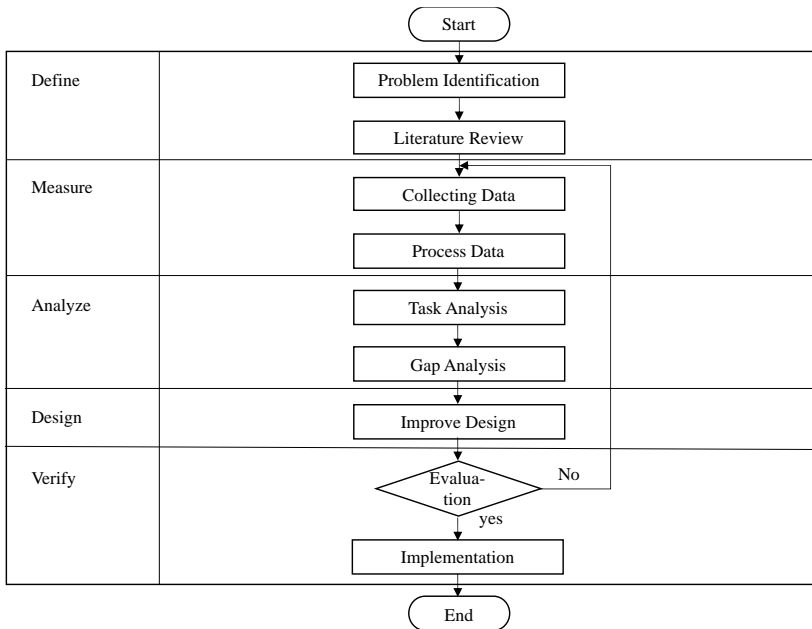 Start
Define
Problem Identification
Literature Review
Measure
Collecting Data
Process Data
Analyze
Task Analysis
Gap Analysis
Design
Improve Design
Verify
Evalua-
tion
No
yes
Implementation
End